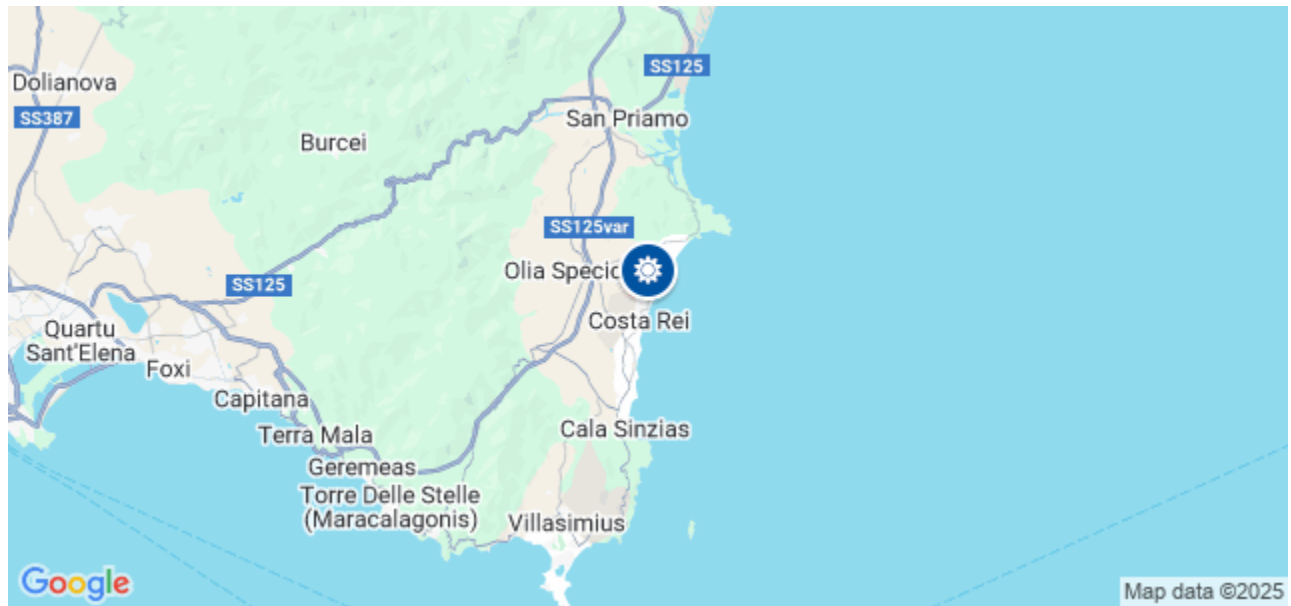 SS125
Dolianova
SS387
San Priamo
Burcei
SS125var
Olia Specio
SS125
Costa Rei
Quartu
Sant'Elena
Foxi
Capitana
Cala Sinzias
Terra Mala
Geremeas
Torre Delle Stelle
(Maracalagonis)
Villasimius
Google
Map data ©2025